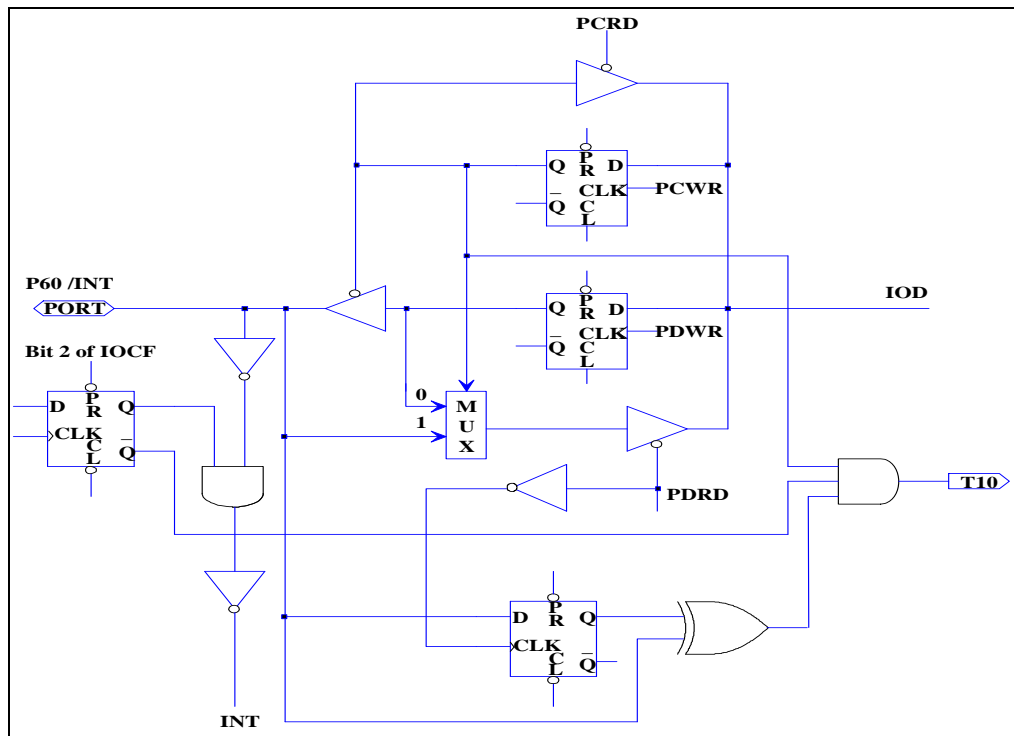 PCRD
P
R
Q
D
CLK
PCWR
Q
C
L
P60 /INT
PORT
IOD
P
R
Q
D
CLK
PDWR
Q
C
L
Bit 2 of IOCF
P
R
D
Q
CLK
C
L
Q
0
1
M
U
X
PDRD
T10
P
R
D
Q
CLK
C
L
Q
INT